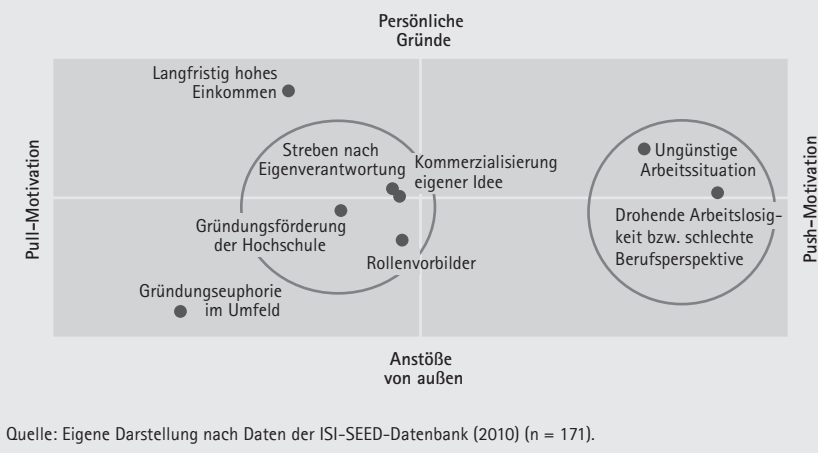 Persönliche
Gründe
Langfristig hohes
Einkommen
Pull-Motivation
Streben nach
Eigenverantwortung
Kommerzialisierung
eigener Idee
Ungünstige
Arbeitssituation
Push-Motivation
Gründungsförderung
der Hochschule
Drohende Arbeitslosig-
keit bzw. schlechte
Berufsperspektive
Rollenvorbilder
Gründungseuphorie
im Umfeld
Anstöße
von außen
Quelle: Eigene Darstellung nach Daten der ISI-SEED-Datenbank (2010) (n = 171).